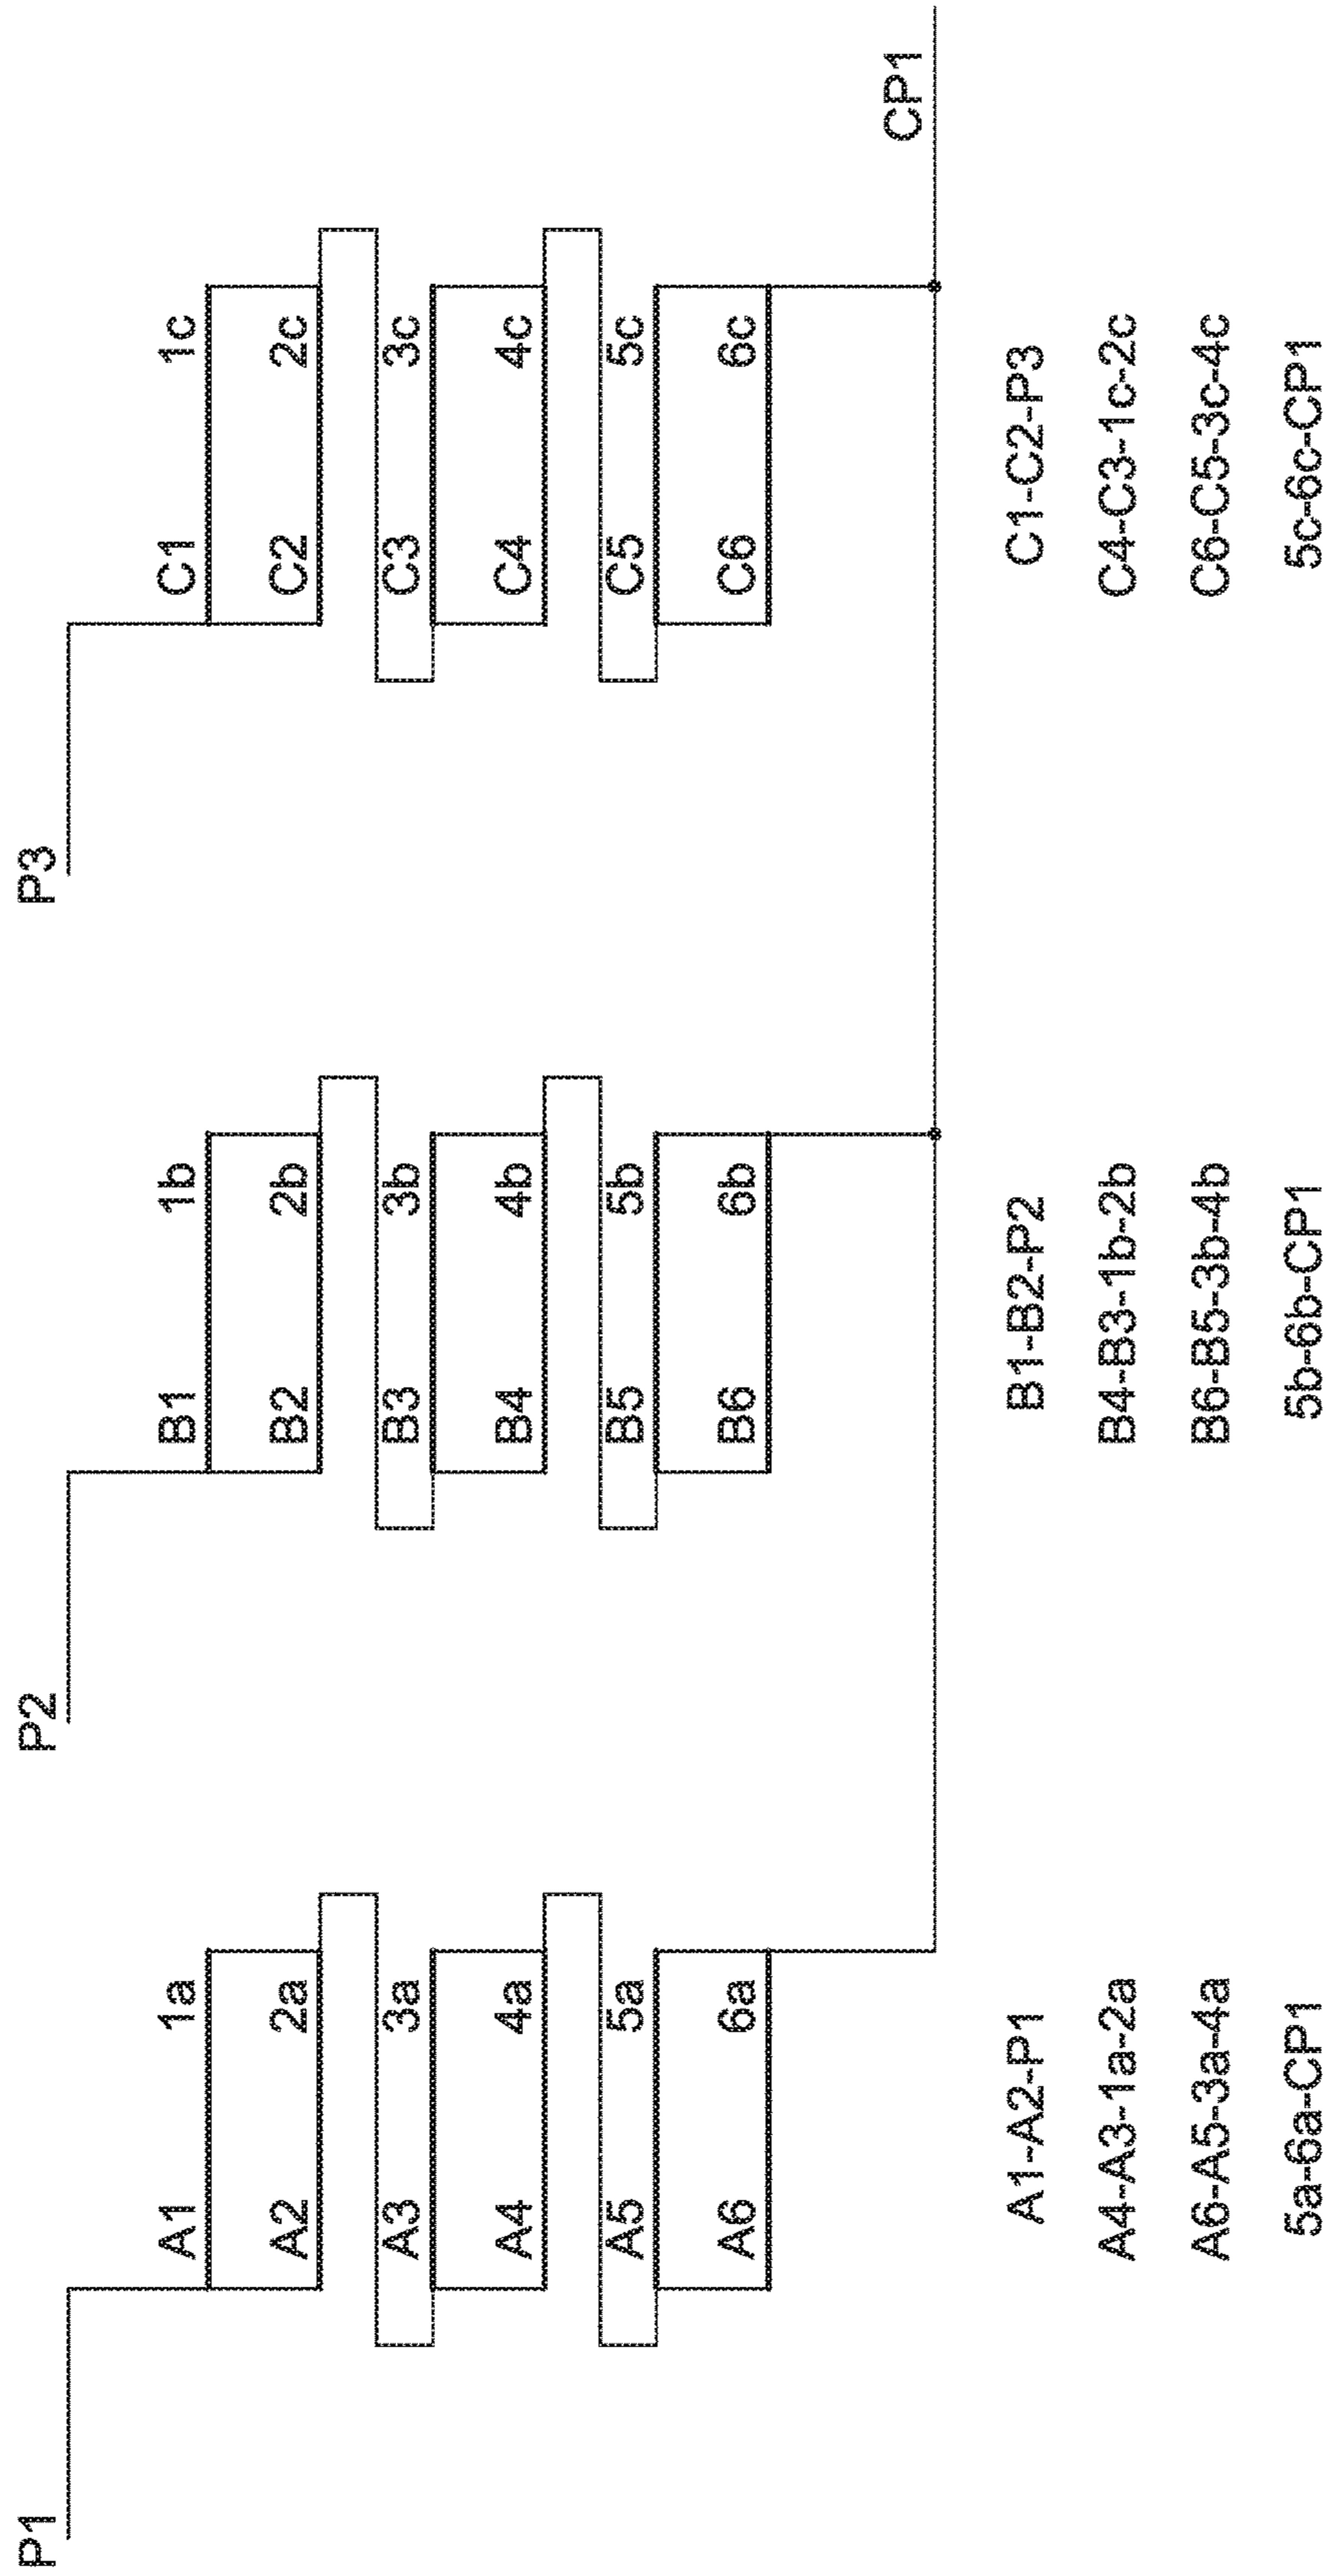 P1 P2 P3
A1 1a B1 1b C1 1c
A2 2a B2 2b C2 2c
A3 3a B3 3b C3 3c
A4 4a B4 4b C4 4c
A5 5a B5 5b C5 5c
A6 6a B6 6b C6 6c
CP1
A1-A2-P1 B1-B2-P2 C1-C2-P3
A4-A3-1a-2a B4-B3-1b-2b C4-C3-1c-2c
A6-A5-3a-4a B6-B5-3b-4b C6-C5-3c-4c
5a-6a-CP1 5b-6b-CP1 5c-6c-CP1